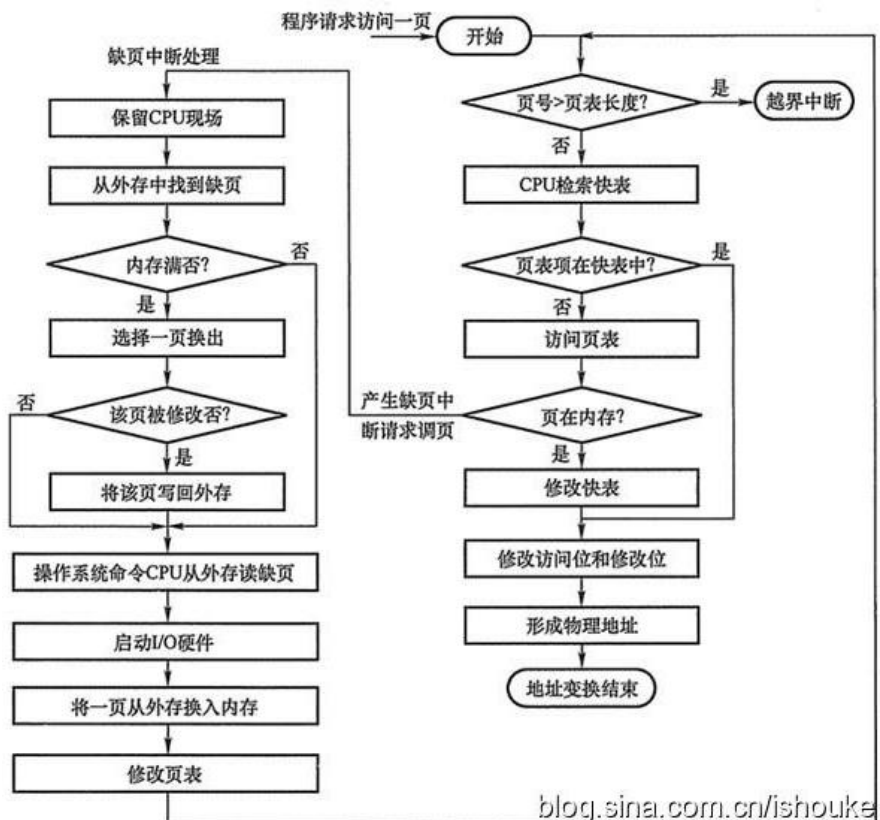 程序请求访问一页
开始
缺页中断处理
页号>页表长度?
是
越界中断
保留CPU现场
否
从外存中找到缺页
CPU检索快表
内存满否?
否
页表项在快表中?
是
是
否
选择一页换出
访问页表
否
该页被修改否?
产生缺页中
断请求调页
页在内存?
是
是
将该页写回外存
修改快表
操作系统命令CPU从外存读缺页
修改访问位和修改位
启动I/O硬件
形成物理地址
将一页从外存换入内存
地址变换结束
修改页表
blog.sina.com.cn/ishouke